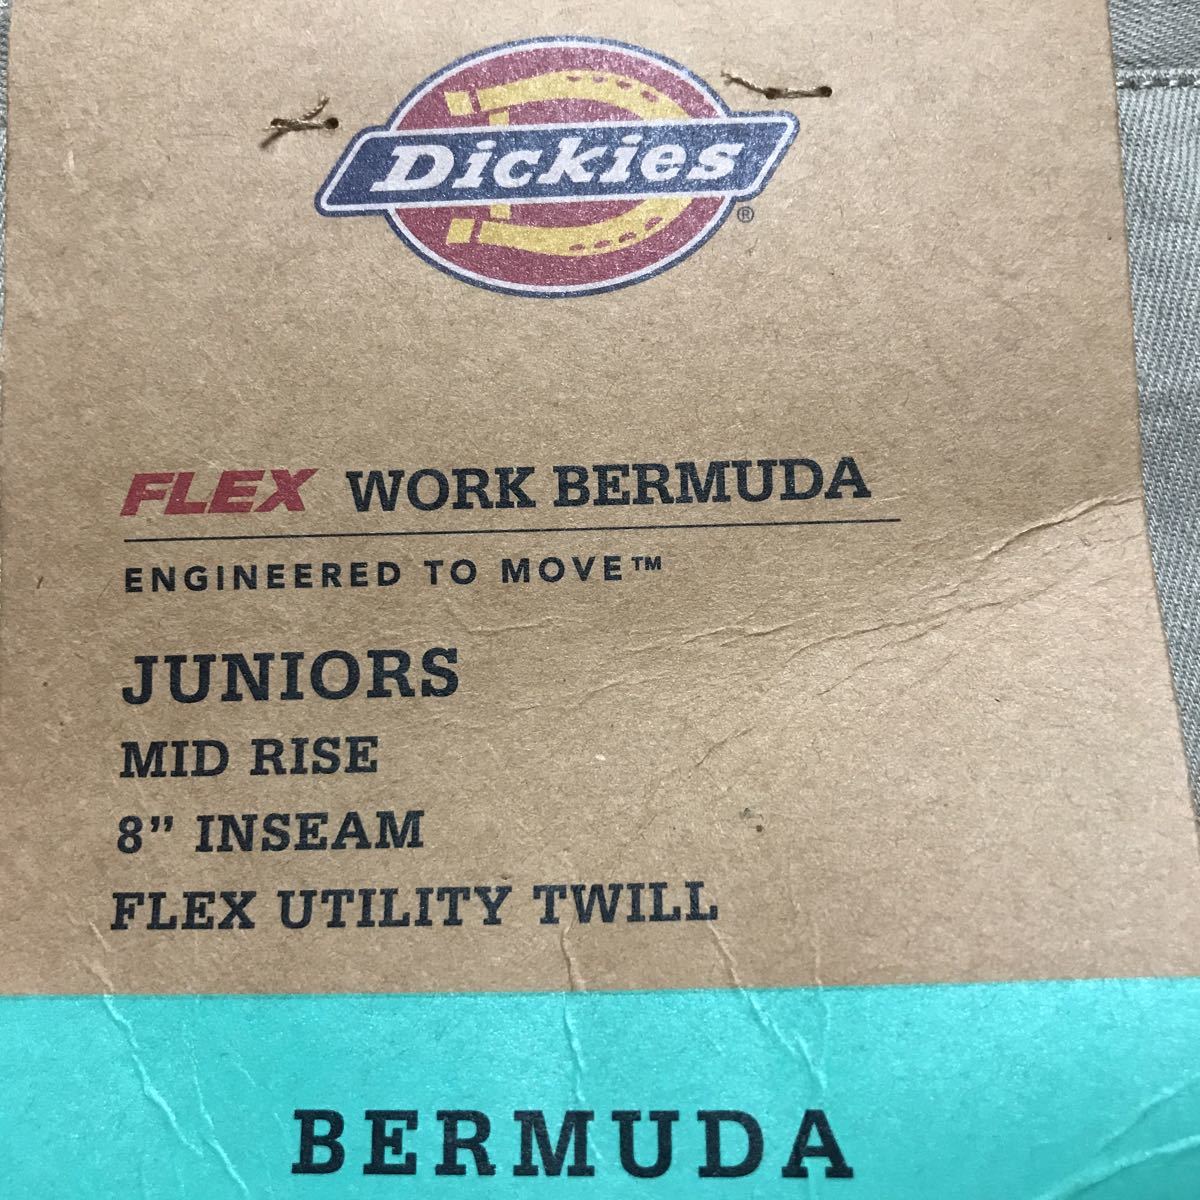 Dickies®
FLEX WORK BERMUDA
ENGINEERED TO MOVE™
JUNIORS
MID RISE
8” INSEAM
FLEX UTILITY TWILL
BERMUDA